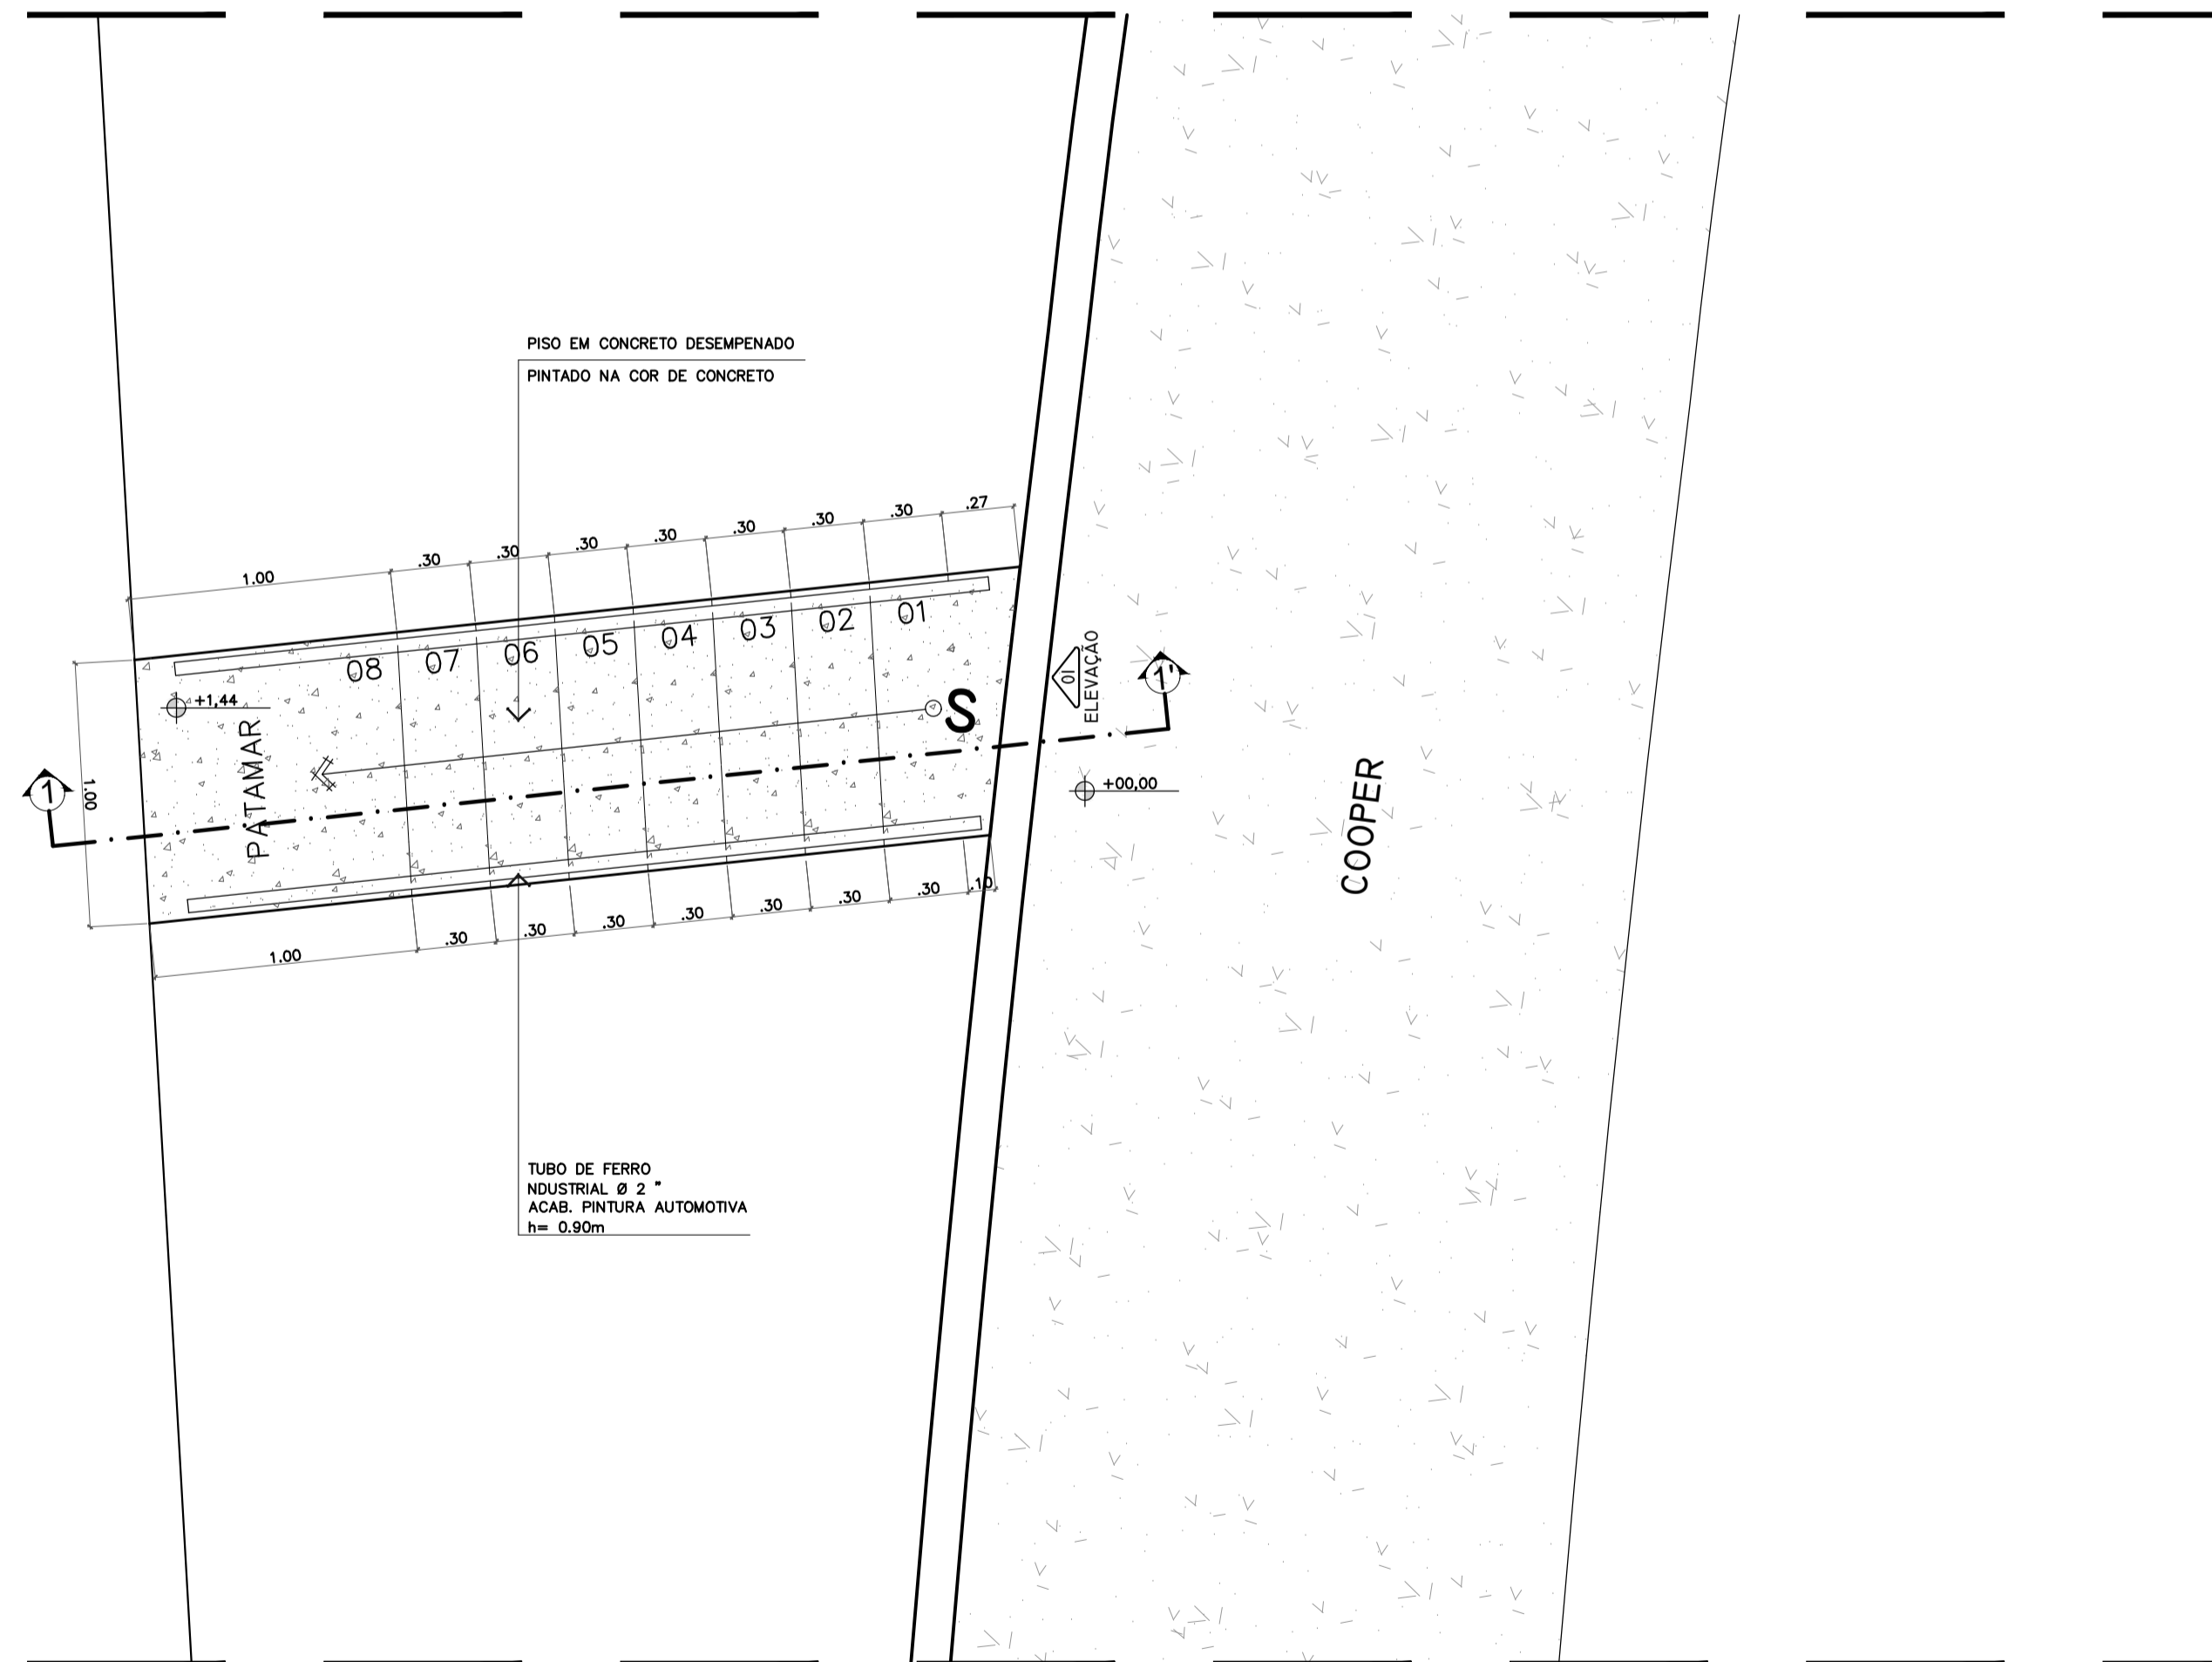 PISO EM CONCRETO DESEMPENADO
PINTADO NA COR DE CONCRETO
1.00 .30 .30 .30 .30 .30 .30 .30 .27
08 07 06 05 04 03 02 01
+1,44
PATAMAR
S
1.00
1
1'
01
ELEVAÇÃO
+00,00
COOPER
1.00 .30 .30 .30 .30 .30 .30 .30 .10
TUBO DE FERRO
NDUSTRIAL Ø 2 "
ACAB. PINTURA AUTOMOTIVA
h= 0.90m